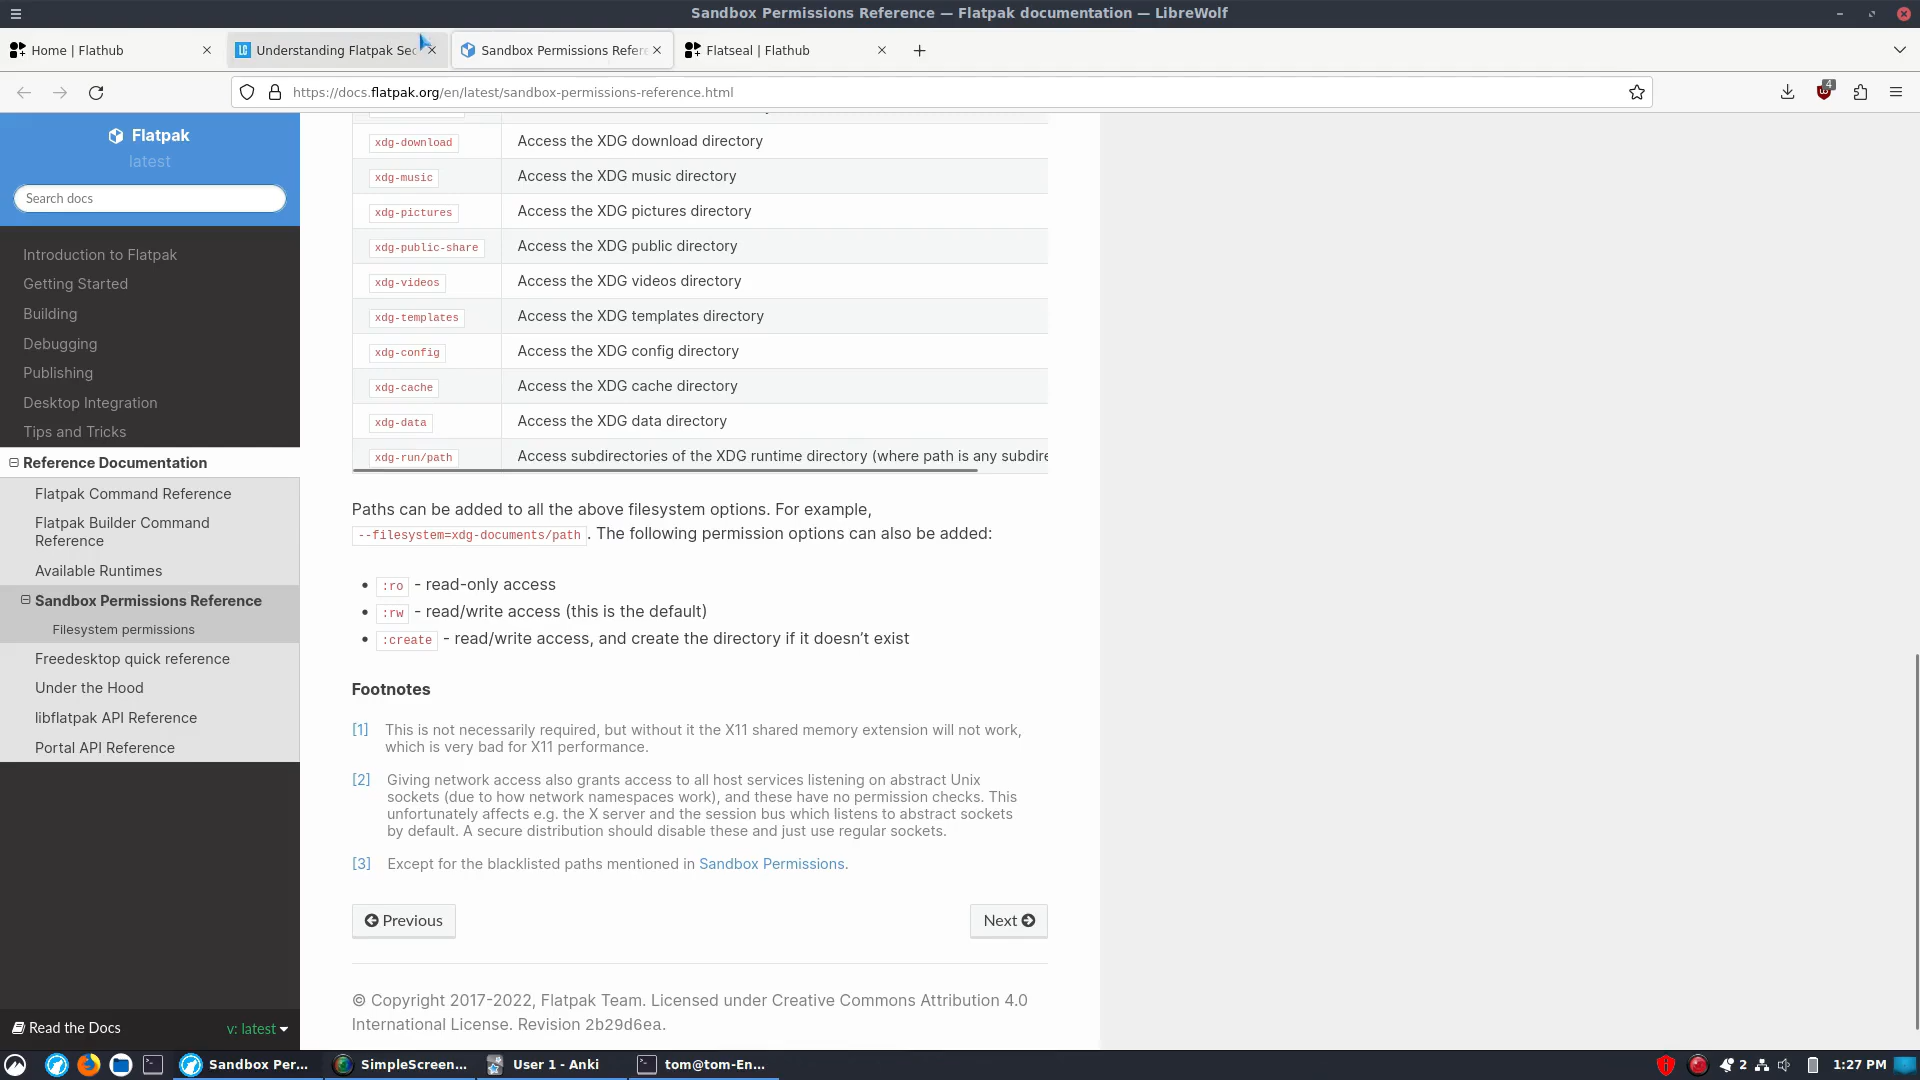 Sandbox Permissions Reference — Flatpak documentation — LibreWolf
Home | Flathub
Understanding Flatpak Sec
Sandbox Permissions Refer
Flatseal | Flathub
https://docs.flatpak.org/en/latest/sandbox-permissions-reference.html
4
Flatpak
latest
Search docs
Introduction to Flatpak
Getting Started
Building
Debugging
Publishing
Desktop Integration
Tips and Tricks
Reference Documentation
Flatpak Command Reference
Flatpak Builder Command
Reference
Available Runtimes
Sandbox Permissions Reference
Filesystem permissions
Freedesktop quick reference
Under the Hood
libflatpak API Reference
Portal API Reference
Read the Docs
v: latest
xdg-download Access the XDG download directory
xdg-music Access the XDG music directory
xdg-pictures Access the XDG pictures directory
xdg-public-share Access the XDG public directory
xdg-videos Access the XDG videos directory
xdg-templates Access the XDG templates directory
xdg-config Access the XDG config directory
xdg-cache Access the XDG cache directory
xdg-data Access the XDG data directory
xdg-run/path Access subdirectories of the XDG runtime directory (where path is any subdire
Paths can be added to all the above filesystem options. For example,
--filesystem=xdg-documents/path . The following permission options can also be added:
• :ro - read-only access
• :rw - read/write access (this is the default)
• :create - read/write access, and create the directory if it doesn’t exist
Footnotes
[1] This is not necessarily required, but without it the X11 shared memory extension will not work,
which is very bad for X11 performance.
[2] Giving network access also grants access to all host services listening on abstract Unix
sockets (due to how network namespaces work), and these have no permission checks. This
unfortunately affects e.g. the X server and the session bus which listens to abstract sockets
by default. A secure distribution should disable these and just use regular sockets.
[3] Except for the blacklisted paths mentioned in Sandbox Permissions.
Previous
Next
© Copyright 2017-2022, Flatpak Team. Licensed under Creative Commons Attribution 4.0
International License. Revision 2b29d6ea.
Sandbox Per...
SimpleScreen...
User 1 - Anki
tom@tom-En...
2
1:27 PM